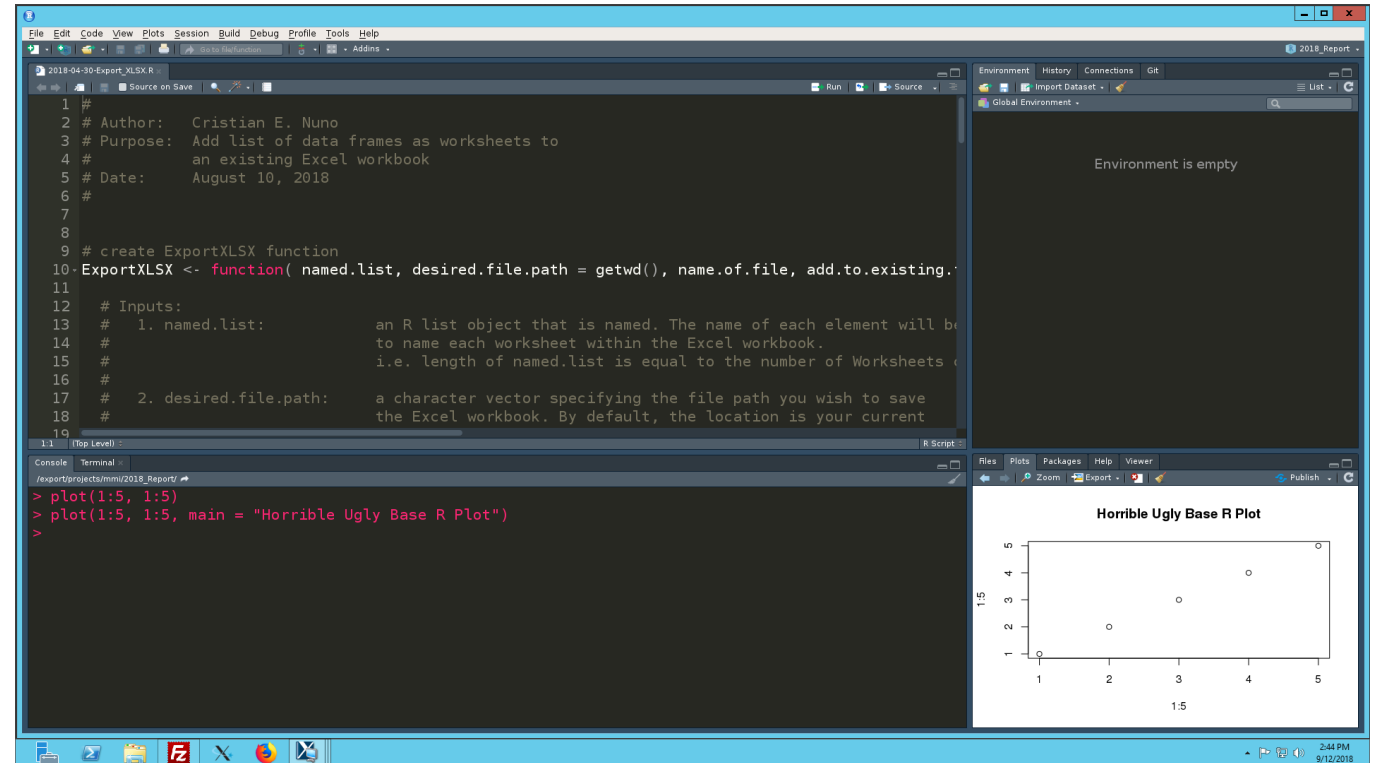 File Edit Code View Plots Session Build Debug Profile Tools Help
Go to file/function Addins 2018_Report
2018-04-30-Export_XLSX.R
Source on Save Run Source
1 #
2 # Author: Cristian E. Nuno
3 # Purpose: Add list of data frames as worksheets to
4 # an existing Excel workbook
5 # Date: August 10, 2018
6 #
7
8
9 # create ExportXLSX function
10 ExportXLSX <- function( named.list, desired.file.path = getwd(), name.of.file, add.to.existing.
11
12 # Inputs:
13 # 1. named.list: an R list object that is named. The name of each element will be
14 # to name each worksheet within the Excel workbook.
15 # i.e. length of named.list is equal to the number of Worksheets
16 #
17 # 2. desired.file.path: a character vector specifying the file path you wish to save
18 # the Excel workbook. By default, the location is your current
19
1:1 (Top Level) R Script
Console Terminal
/export/projects/mmi/2018_Report/
> plot(1:5, 1:5)
> plot(1:5, 1:5, main = "Horrible Ugly Base R Plot")
>
Environment History Connections Git
Import Dataset List
Global Environment
Environment is empty
Files Plots Packages Help Viewer
Zoom Export Publish
Horrible Ugly Base R Plot
5
4
3
2
1
1:5
1 2 3 4 5
1:5
Fz
2:44 PM
9/12/2018